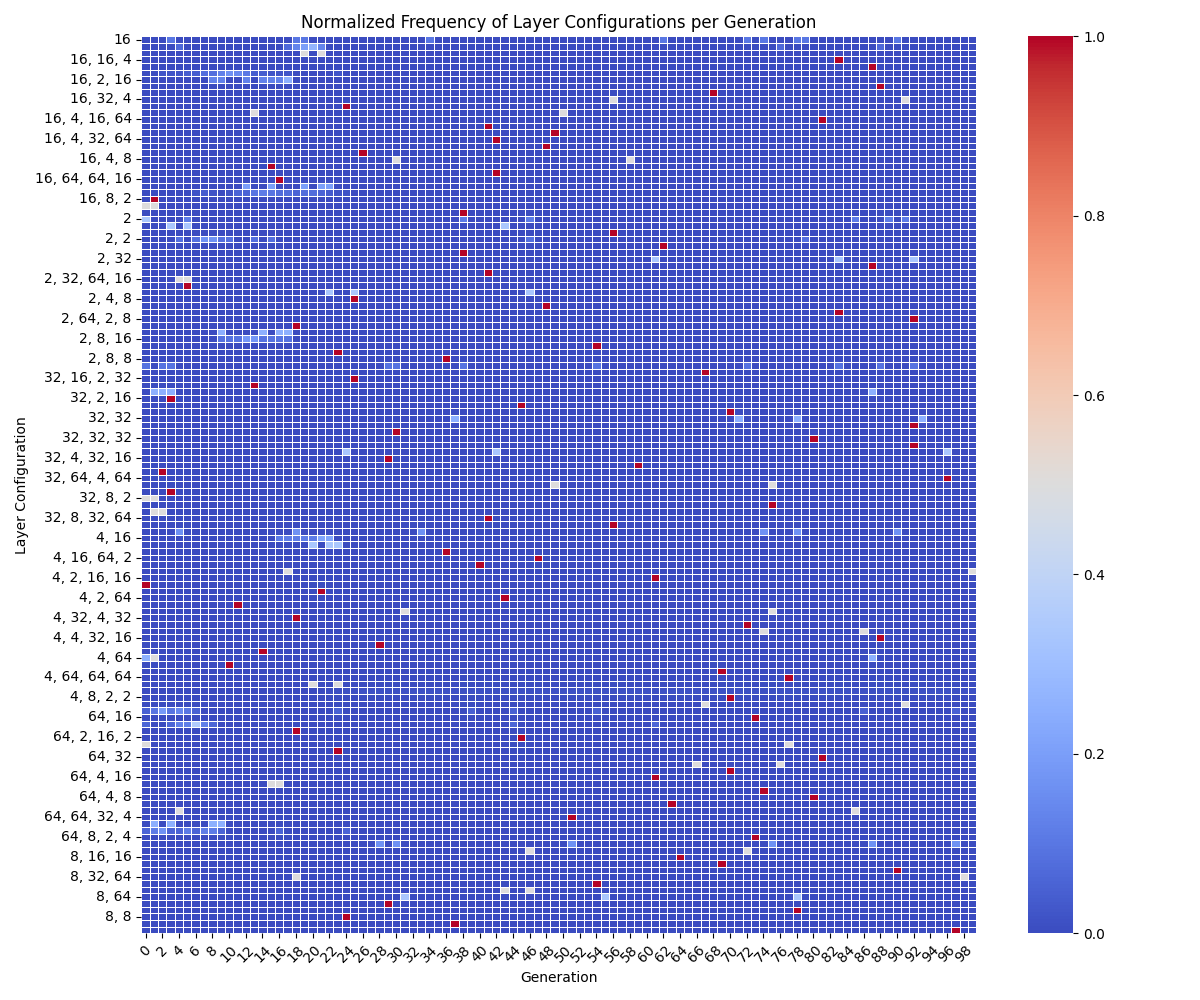 Normalized Frequency of Layer Configurations per Generation
16
16, 16, 4
16, 2, 16
16, 32, 4
16, 4, 16, 64
16, 4, 32, 64
16, 4, 8
16, 64, 64, 16
16, 8, 2
2
2, 2
2, 32
2, 32, 64, 16
2, 4, 8
2, 64, 2, 8
2, 8, 16
2, 8, 8
32, 16, 2, 32
32, 2, 16
32, 32
32, 32, 32
32, 4, 32, 16
32, 64, 4, 64
32, 8, 2
32, 8, 32, 64
4, 16
4, 16, 64, 2
4, 2, 16, 16
4, 2, 64
4, 32, 4, 32
4, 4, 32, 16
4, 64
4, 64, 64, 64
4, 8, 2, 2
64, 16
64, 2, 16, 2
64, 32
64, 4, 16
64, 4, 8
64, 64, 32, 4
64, 8, 2, 4
8, 16, 16
8, 32, 64
8, 64
8, 8
Layer Configuration
0 2 4 6 8 10 12 14 16 18 20 22 24 26 28 30 32 34 36 38 40 42 44 46 48 50 52 54 56 58 60 62 64 66 68 70 72 74 76 78 80 82 84 86 88 90 92 94 96 98
Generation
1.0
0.8
0.6
0.4
0.2
0.0